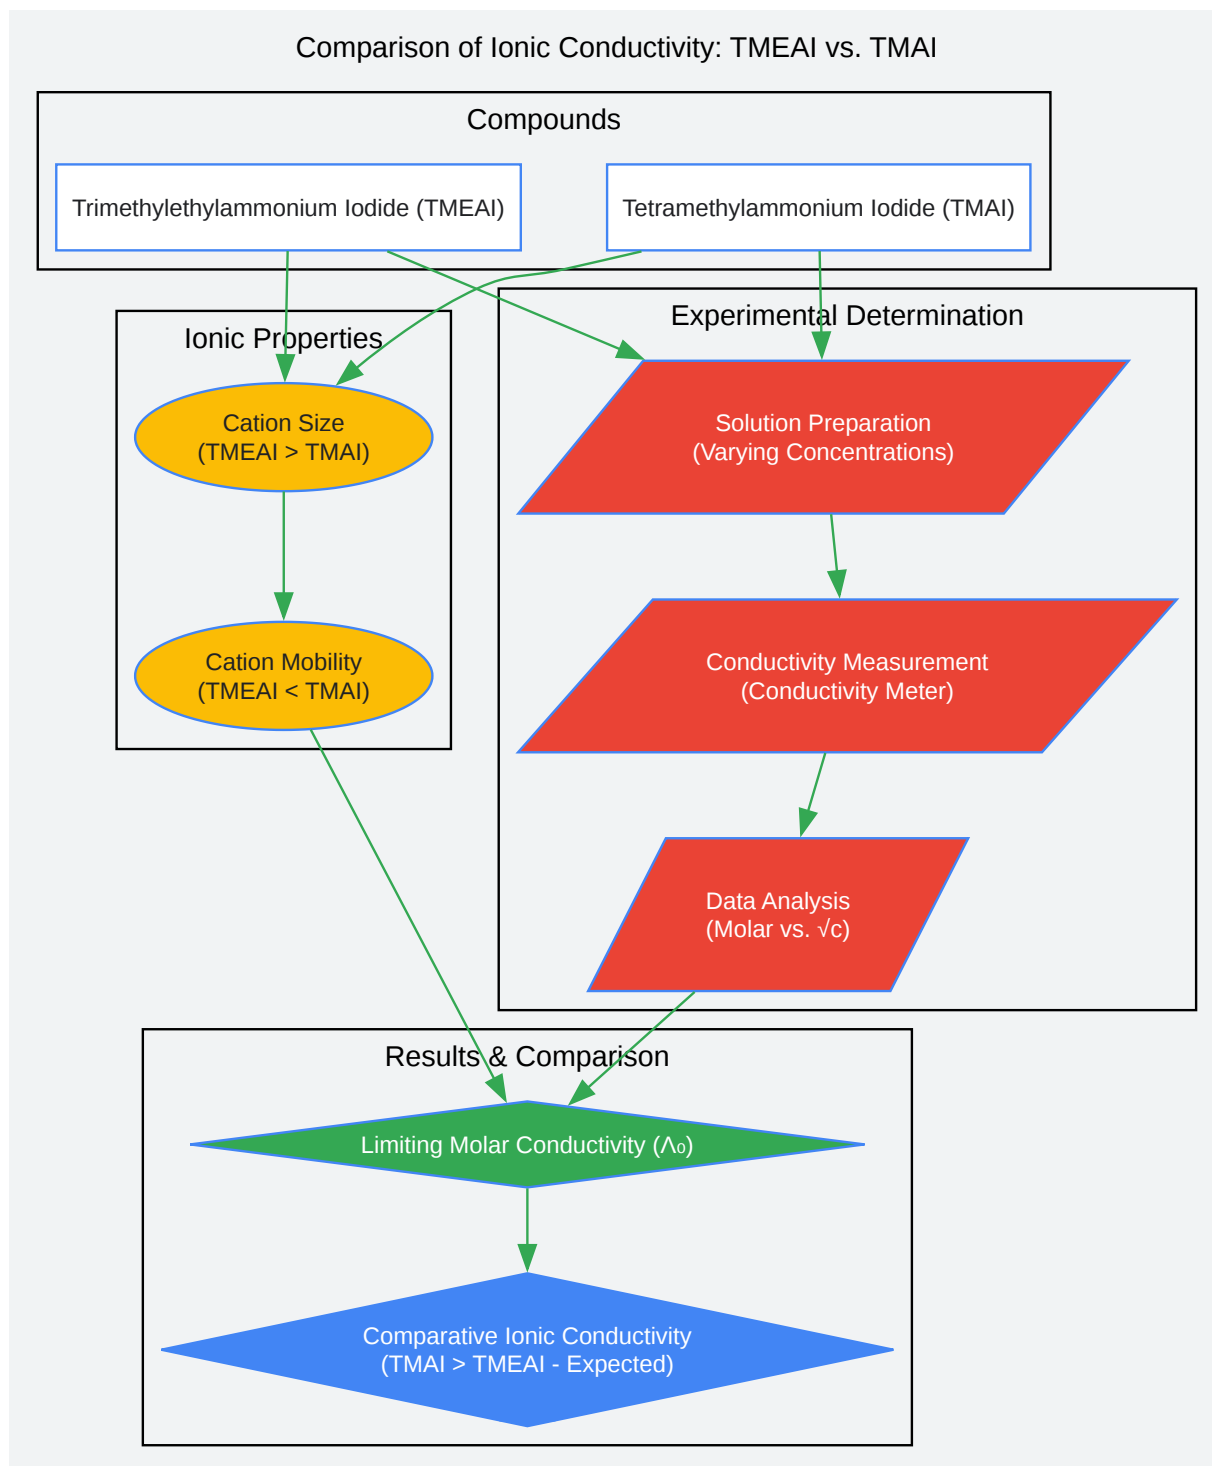 Comparison of Ionic Conductivity: TMEAI vs. TMAI
Compounds
Trimethylethylammonium Iodide (TMEAI)
Tetramethylammonium Iodide (TMAI)
Ionic Properties
Cation Size
(TMEAI > TMAI)
Cation Mobility
(TMEAI < TMAI)
Experimental Determination
Solution Preparation
(Varying Concentrations)
Conductivity Measurement
(Conductivity Meter)
Data Analysis
(Molar vs. √c)
Results & Comparison
Limiting Molar Conductivity (Λ₀)
Comparative Ionic Conductivity
(TMAI > TMEAI - Expected)